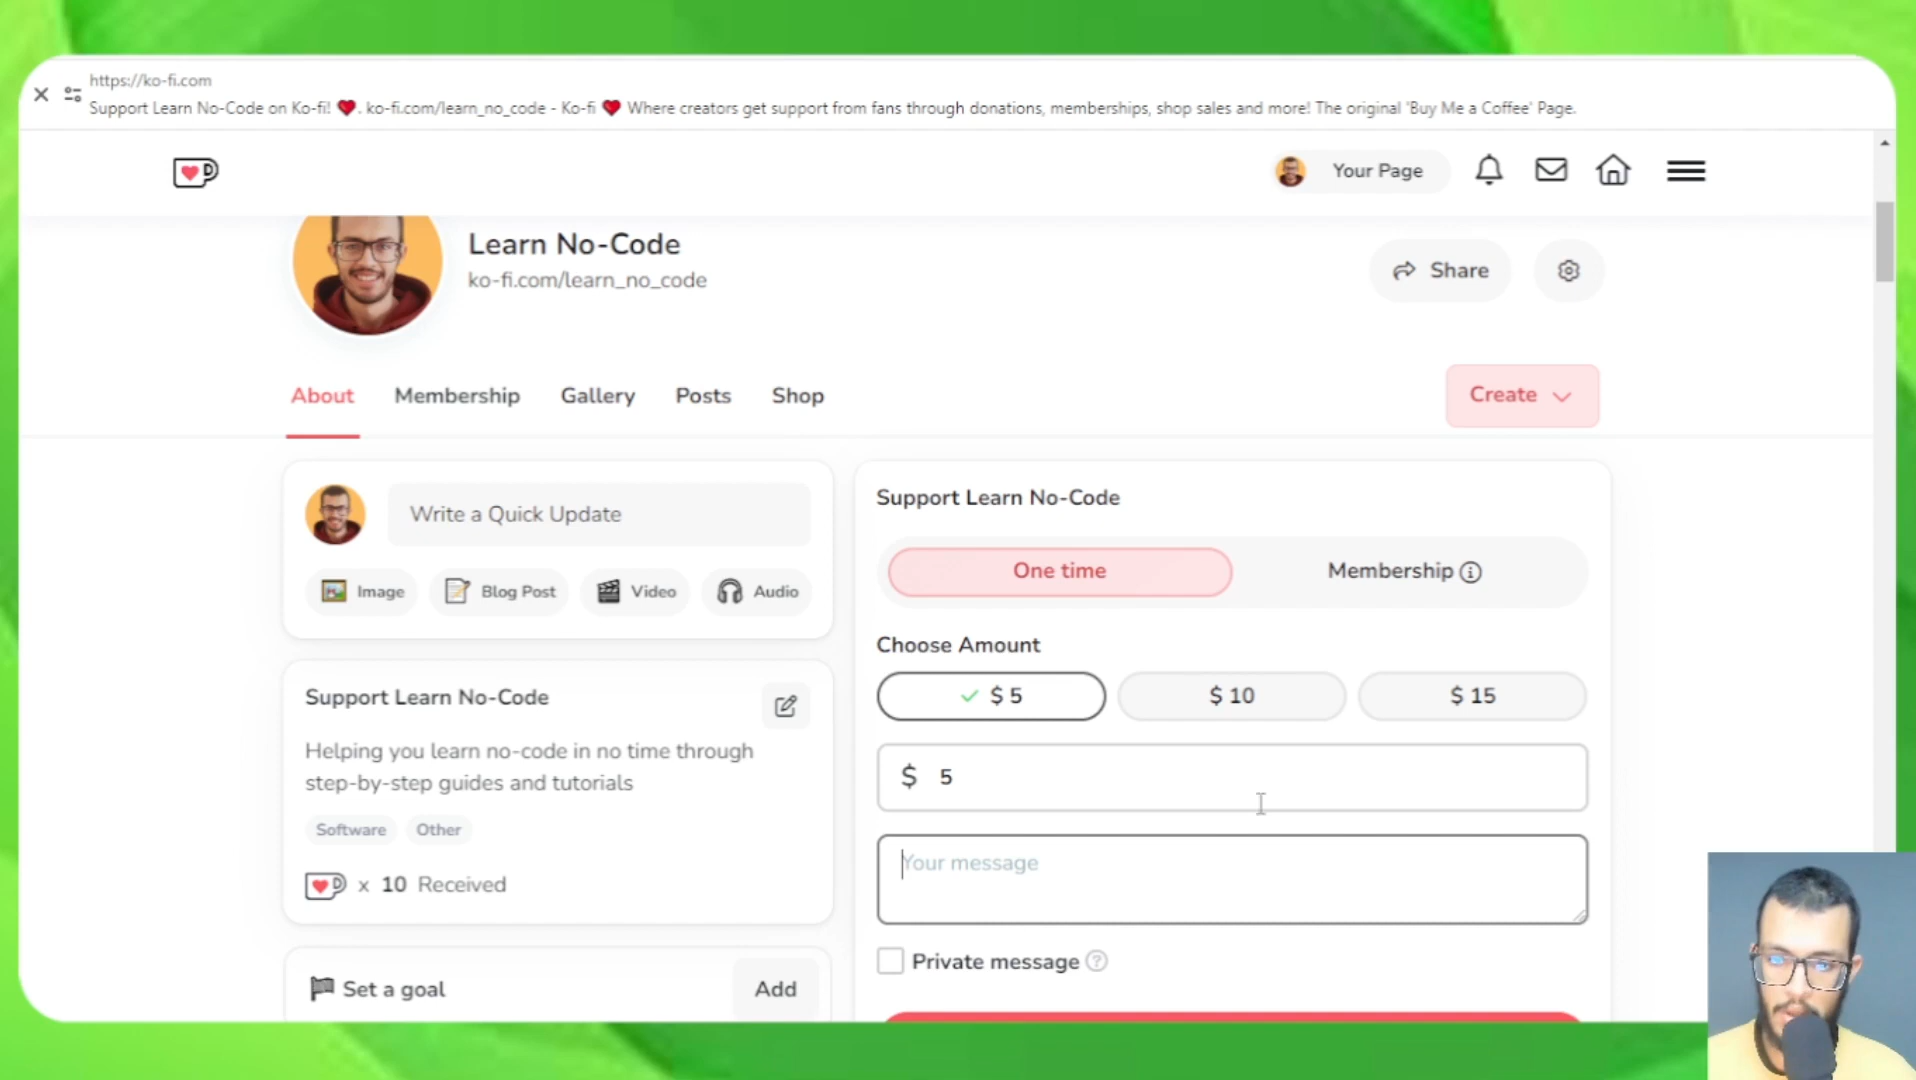 https://ko-fi.com
Support Learn No-Code on Ko-fi! ❤. ko-fi.com/learn_no_code - Ko-fi ❤ Where creators get support from fans through donations, memberships, shop sales and more! The original 'Buy Me a Coffee' Page.
Your Page
Learn No-Code
ko-fi.com/learn_no_code
Share
About Membership Gallery Posts Shop
Create
Write a Quick Update
Image Blog Post Video Audio
Support Learn No-Code
Helping you learn no-code in no time through
step-by-step guides and tutorials
Software Other
x 10 Received
Set a goal Add
Support Learn No-Code
One time Membership
Choose Amount
$ 5 $ 10 $ 15
$ 5
Your message
Private message